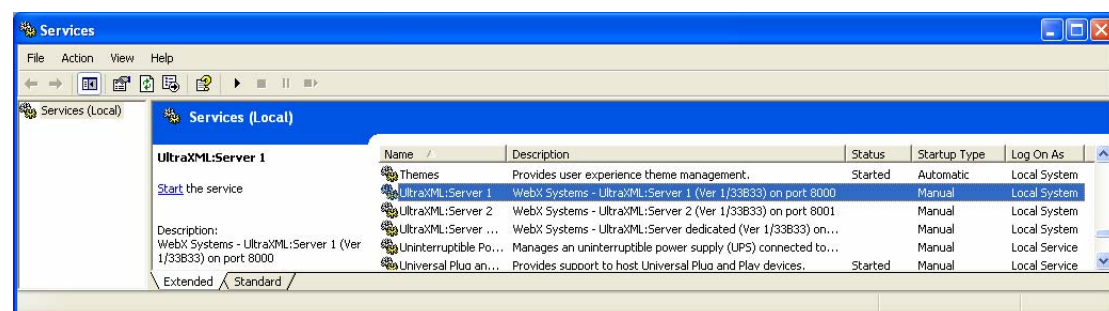 Services
File Action View Help
Services (Local)
Services (Local)
UltraXML:Server 1
Start the service
Description:
WebX Systems - UltraXML:Server 1 (Ver
1/33B33) on port 8000
Name Description Status Startup Type Log On As
Themes Provides user experience theme management. Started Automatic Local System
UltraXML:Server 1 WebX Systems - UltraXML:Server 1 (Ver 1/33B33) on port 8000 Manual Local System
UltraXML:Server 2 WebX Systems - UltraXML:Server 2 (Ver 1/33B33) on port 8001 Manual Local System
UltraXML:Server ... WebX Systems - UltraXML:Server dedicated (Ver 1/33B33) on... Manual Local System
Uninterruptible Po... Manages an uninterruptible power supply (UPS) connected to... Manual Local Service
Universal Plug an... Provides support to host Universal Plug and Play devices. Started Manual Local Service
Extended Standard